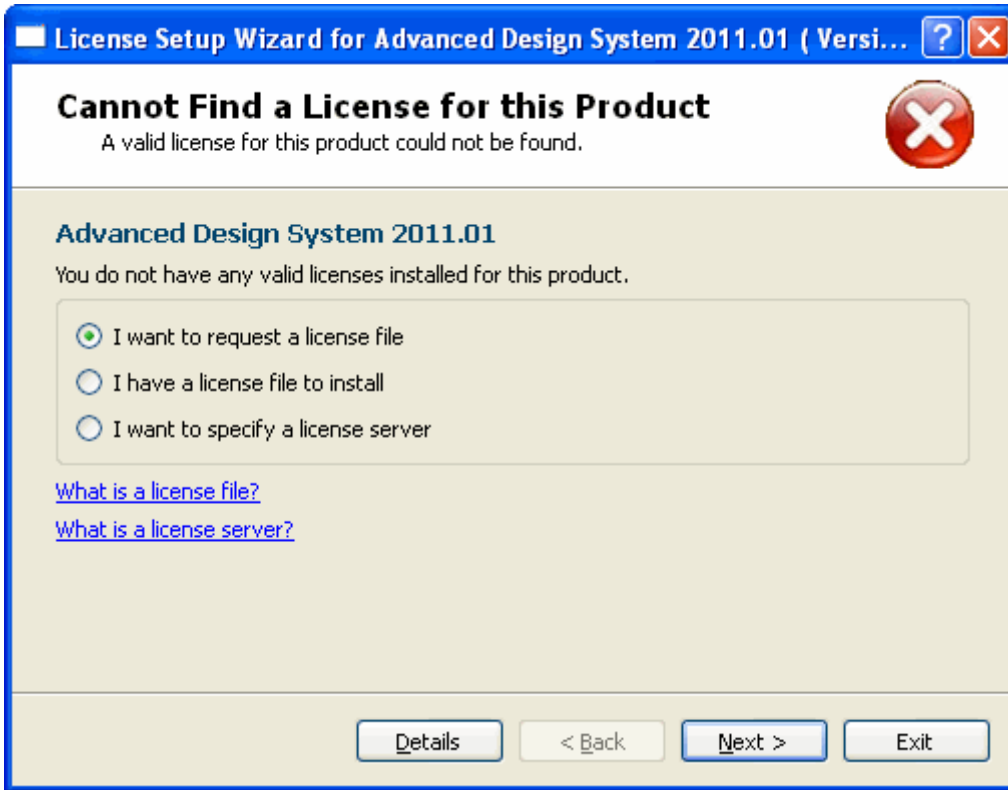 License Setup Wizard for Advanced Design System 2011.01 ( Versi...
Cannot Find a License for this Product
A valid license for this product could not be found.
Advanced Design System 2011.01
You do not have any valid licenses installed for this product.
I want to request a license file
I have a license file to install
I want to specify a license server
What is a license file?
What is a license server?
Details
< Back
Next >
Exit